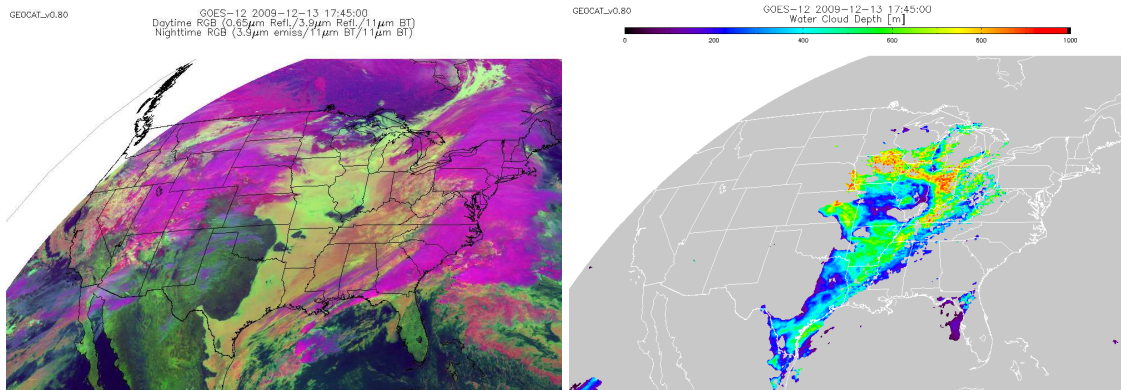 GEOCAT_v0.80
GOES-12 2009-12-13 17:45:00
Daytime RGB (0.65μm Refl./3.9μm Refl./11μm BT)
Nighttime RGB (3.9μm emiss/11μm BT/11μm BT)
GEOCAT_v0.80
GOES-12 2009-12-13 17:45:00
Water Cloud Depth [m]
0 200 400 600 800 1000